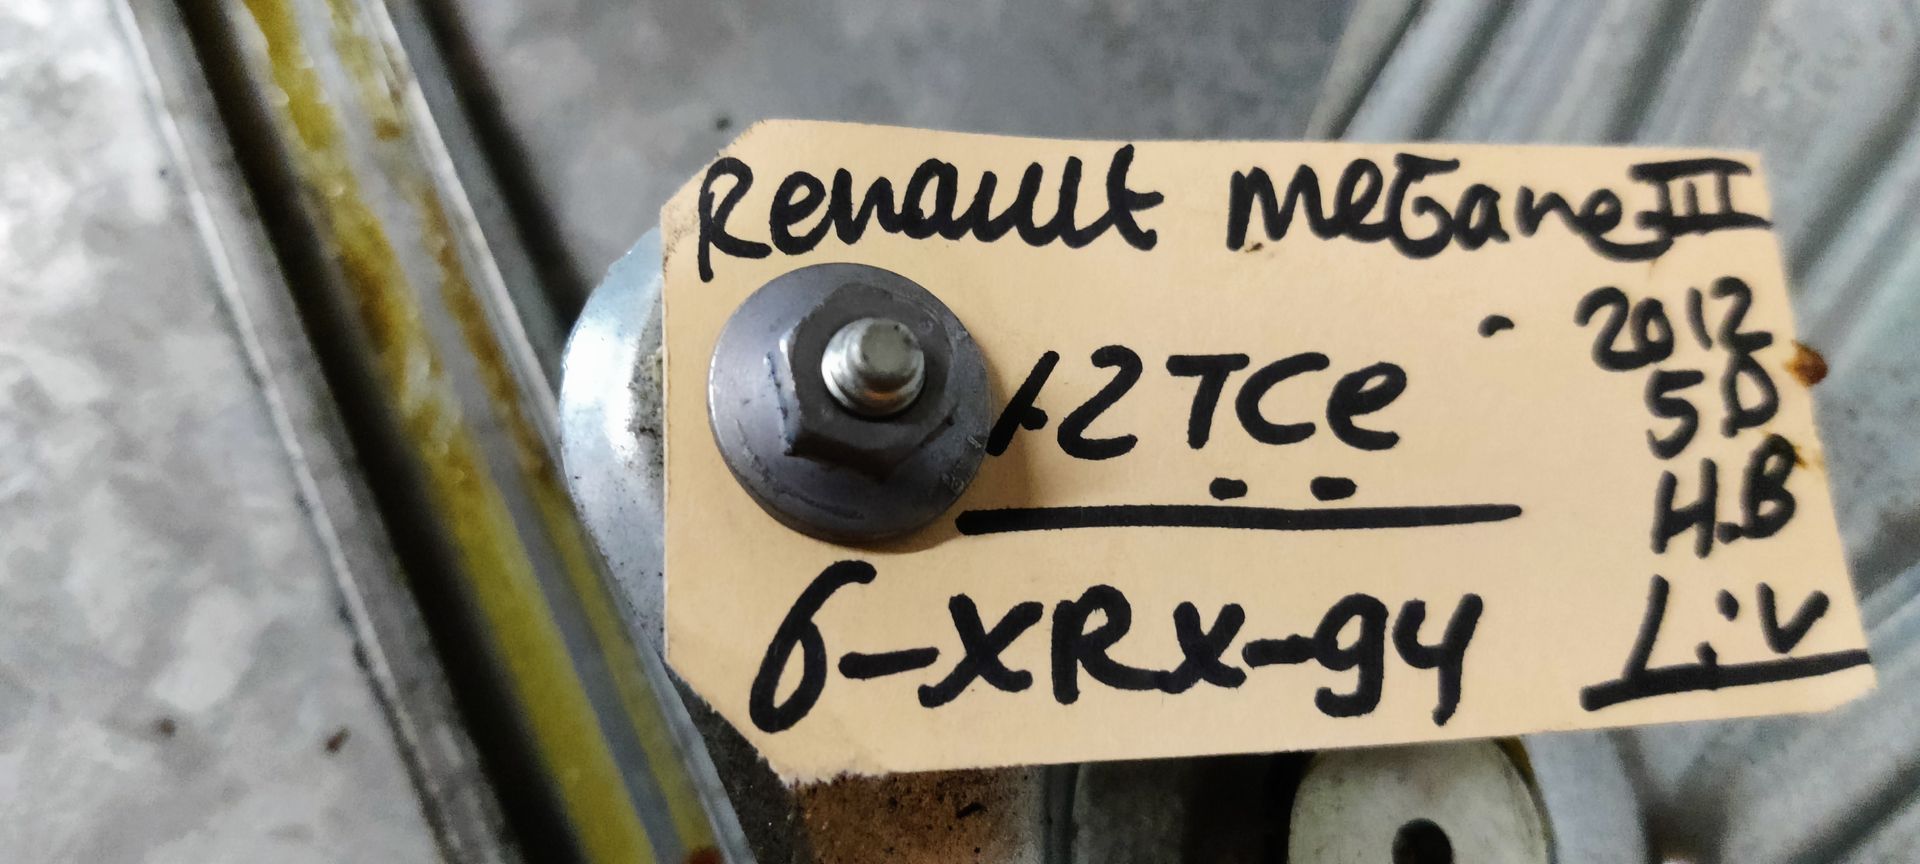 Renault Megane III
2012
1.2 TCe
5D
H.B
6-XRX-94
L:V